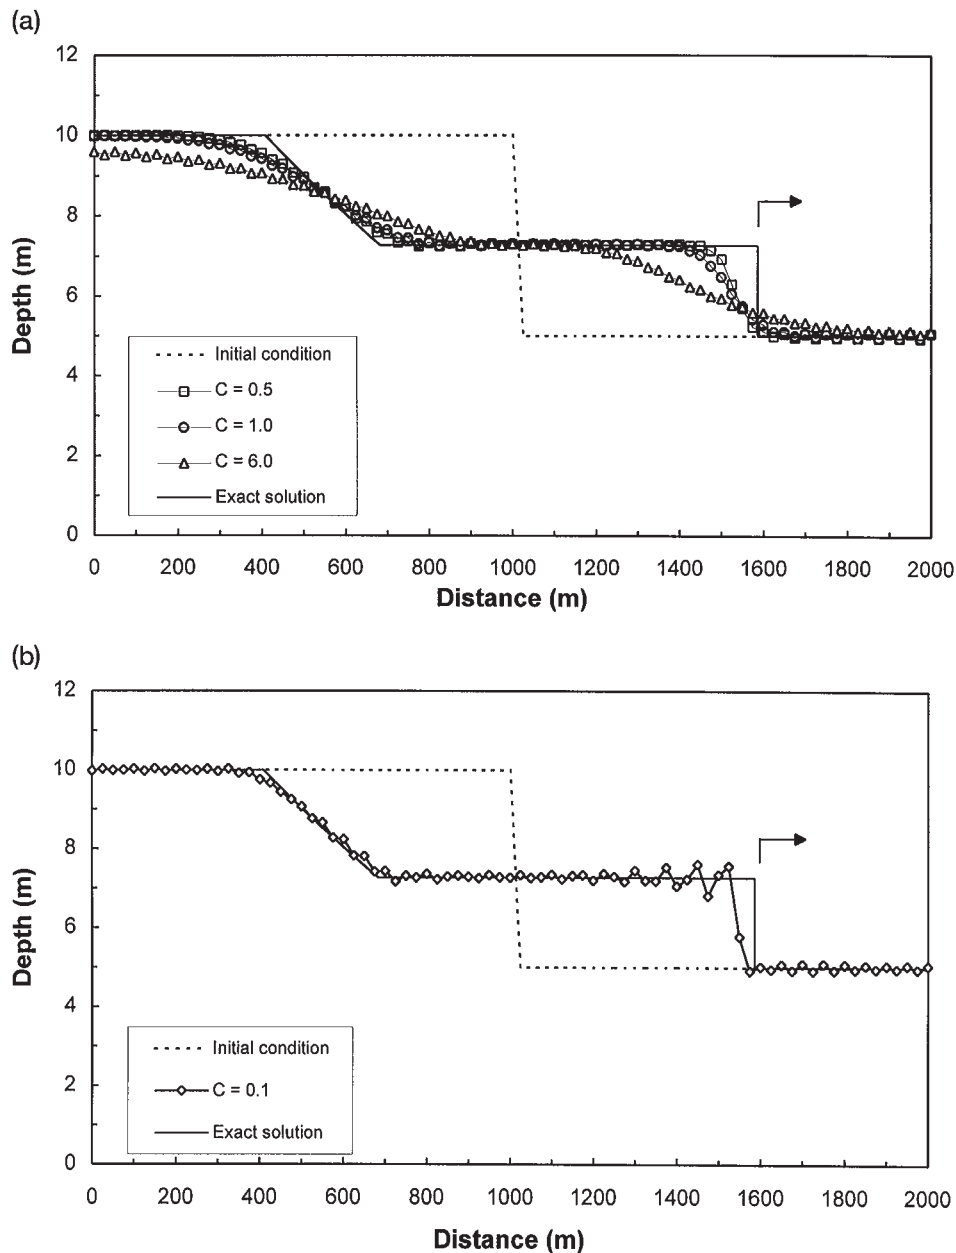 (a)
12
10
8
6
4
2
0
Depth (m)
Initial condition
C = 0.5
C = 1.0
C = 6.0
Exact solution
0 200 400 600 800 1000 1200 1400 1600 1800 2000
Distance (m)
(b)
12
10
8
6
4
2
0
Depth (m)
Initial condition
C = 0.1
Exact solution
0 200 400 600 800 1000 1200 1400 1600 1800 2000
Distance (m)